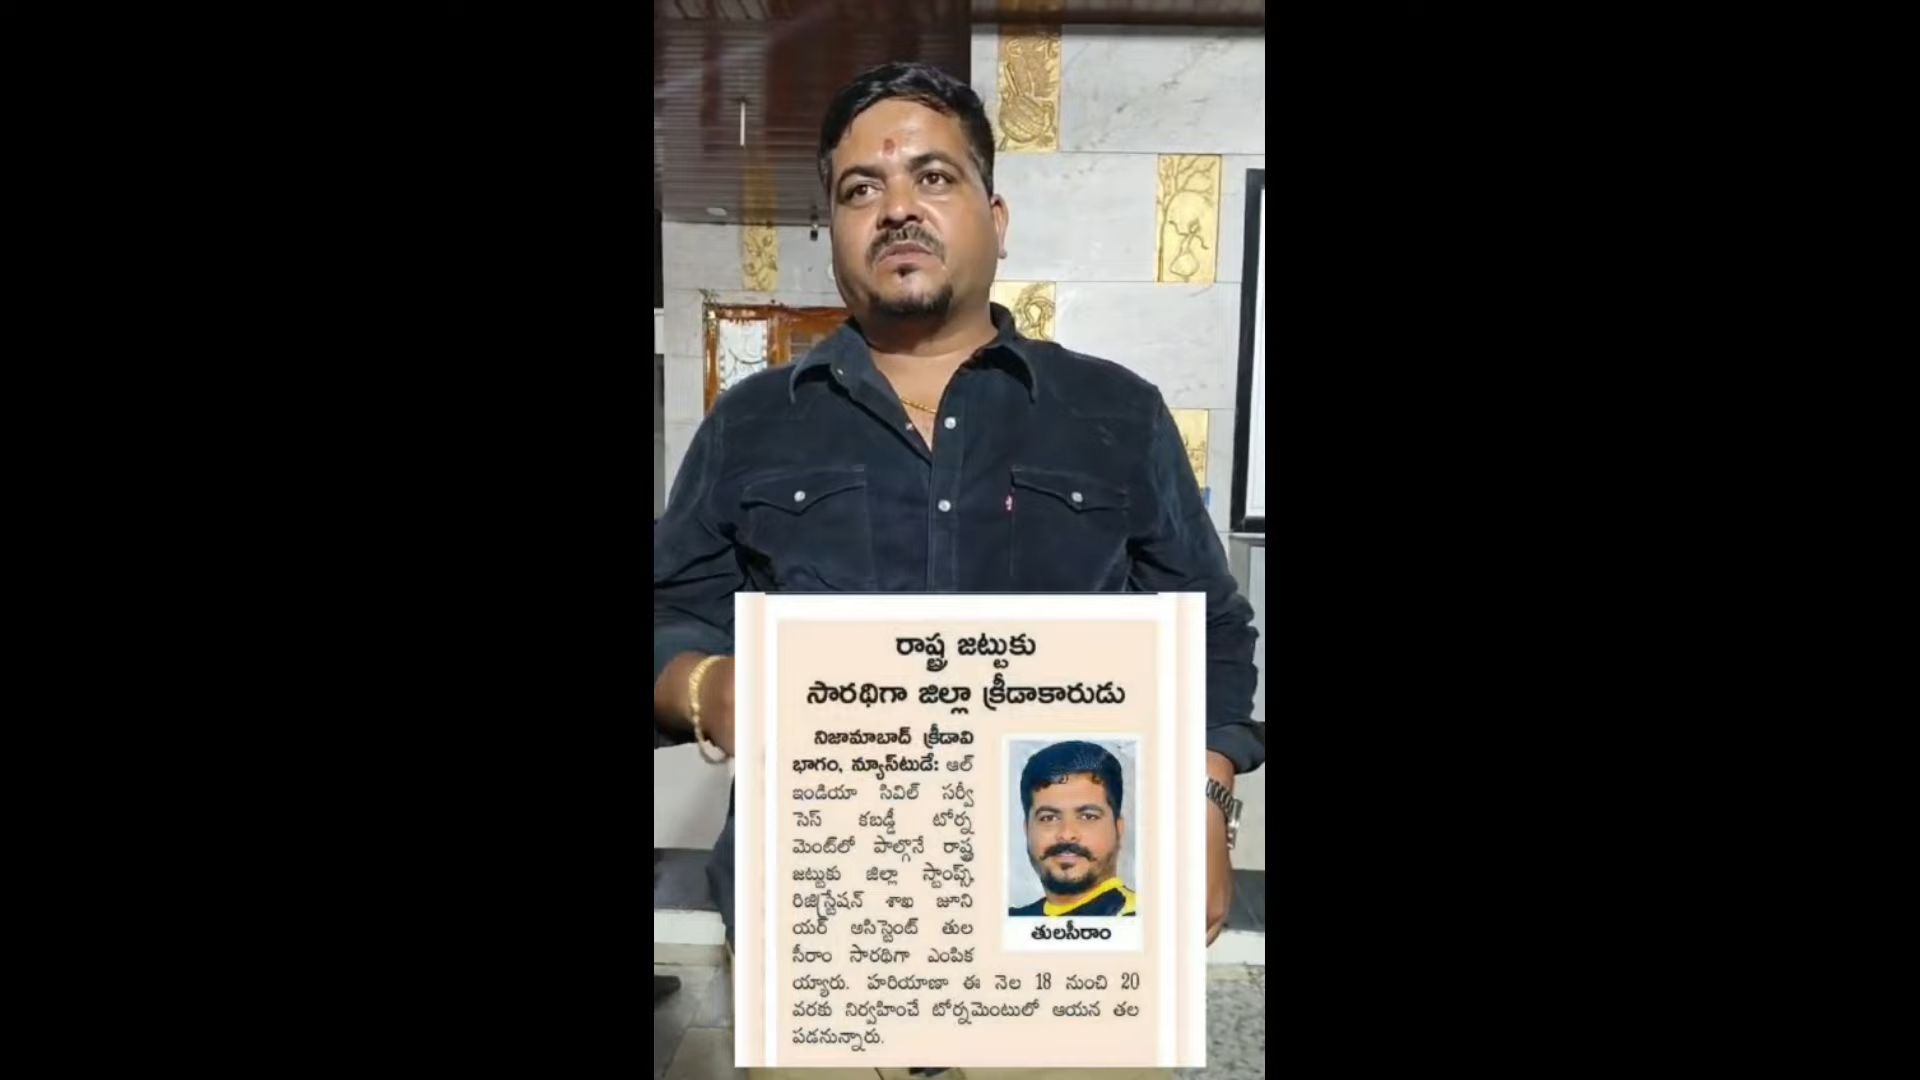 రాష్ట్ర జట్టుకు
సారథిగా జిల్లా క్రీడాకారుడు
నిజామాబాద్ క్రీడావి
భాగం, న్యూస్‌టుడే: ఆల్
ఇండియా సివిల్ సర్వీ
సెస్ కబడ్డీ టోర్న
మెంట్‌లో పాల్గొనే రాష్ట్ర
జట్టుకు జిల్లా స్టాంప్స్,
రిజిస్ట్రేషన్ శాఖ జూని
యర్ అసిస్టెంట్ తుల
సీరాం సారథిగా ఎంపిక
య్యారు. హరియాణా ఈ నెల 18 నుంచి 20
వరకు నిర్వహించే టోర్నమెంటులో ఆయన తల
పడనున్నారు.
తులసీరాం